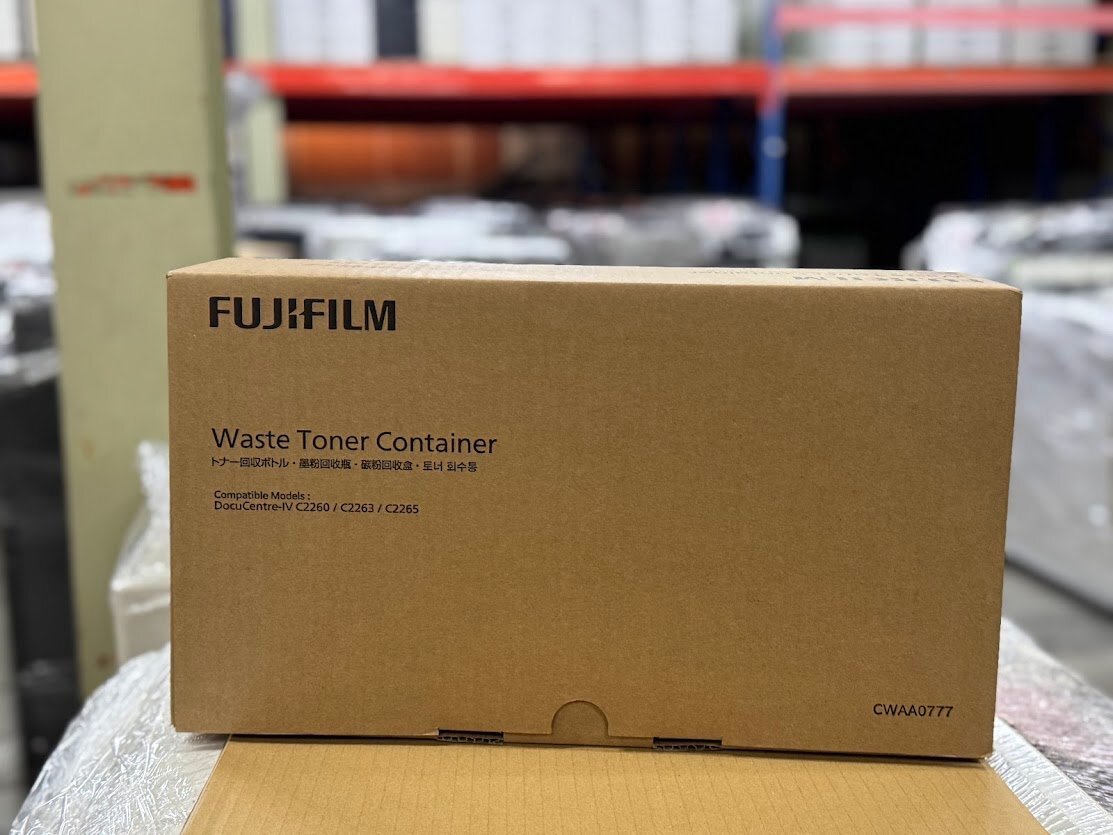 FUJIFILM
Waste Toner Container
トナー回収ボトル・墨粉回收瓶・碳粉回收盒・토너 회수통
Compatible Models :
DocuCentre-IV C2260 / C2263 / C2265
CWAA0777